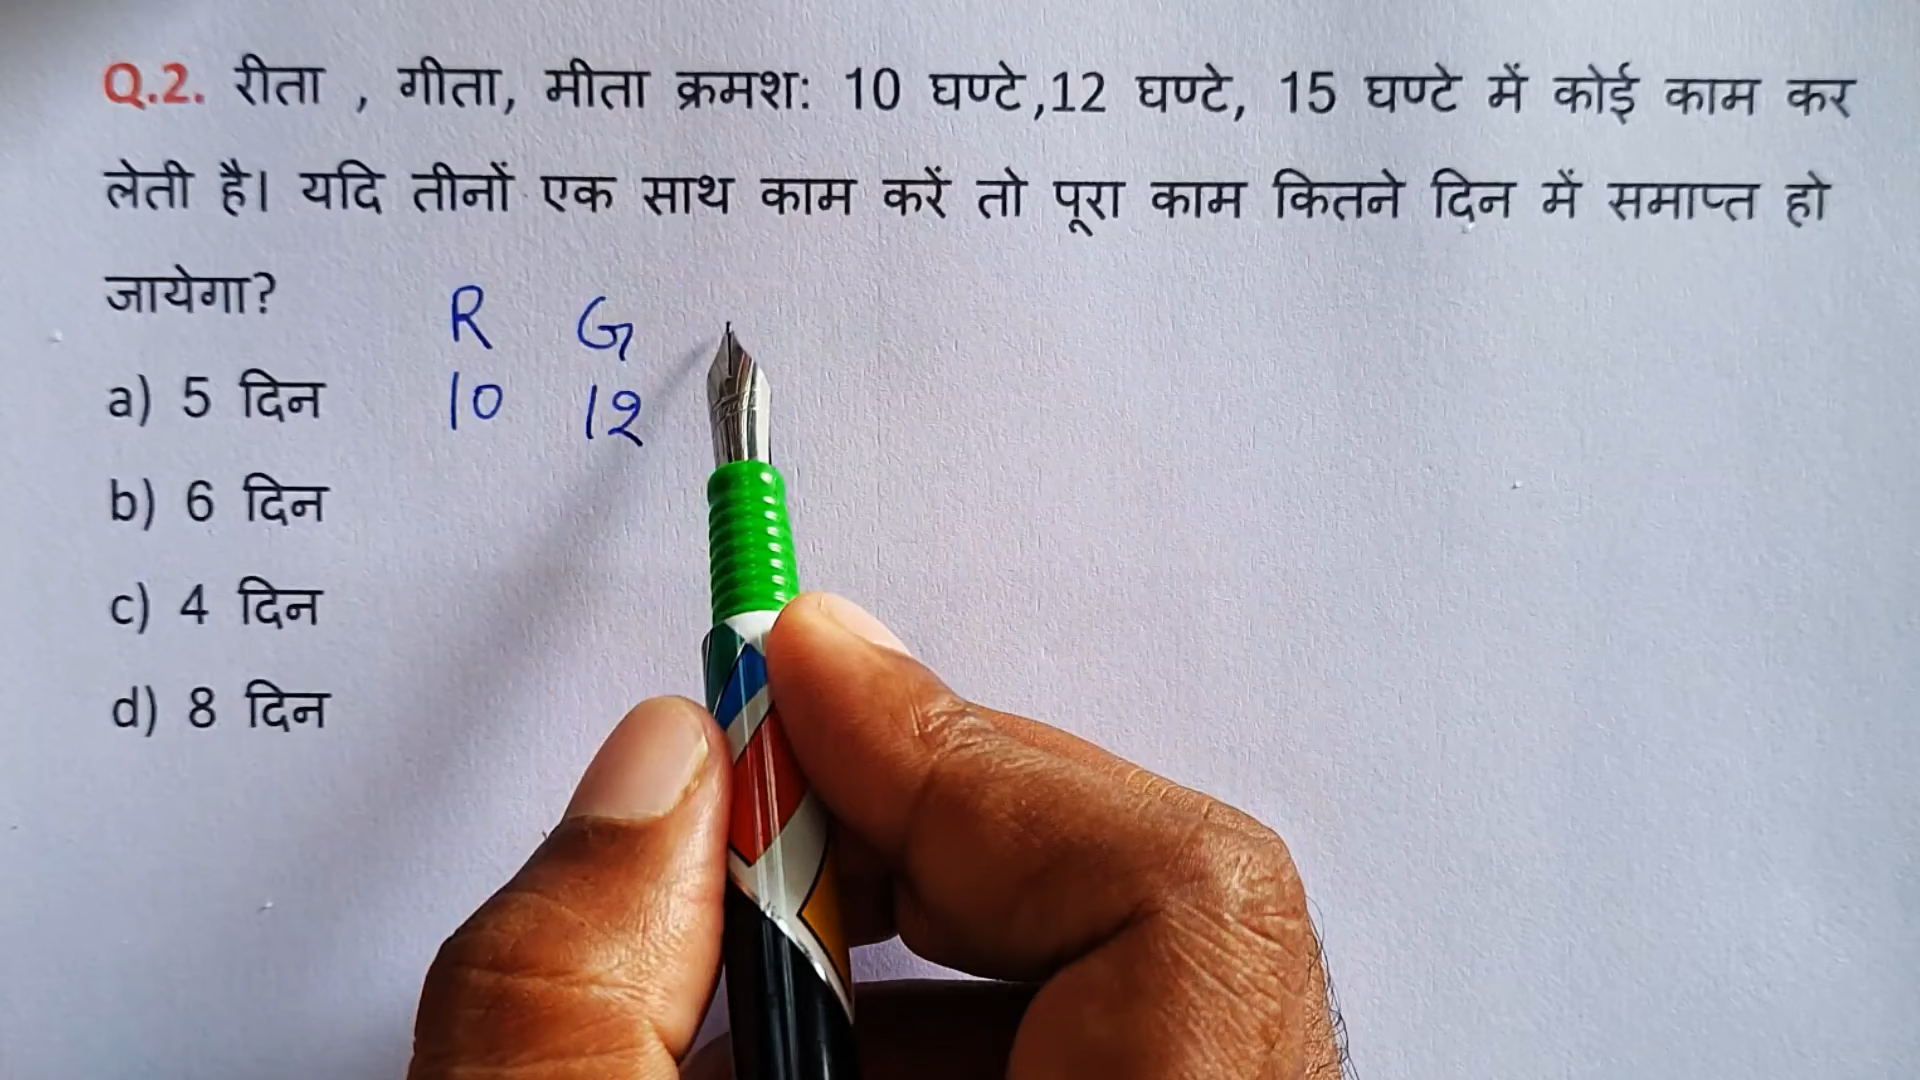 Q.2. रीता , गीता, मीता क्रमश: 10 घण्टे,12 घण्टे, 15 घण्टे में कोई काम कर
लेती है। यदि तीनों एक साथ काम करें तो पूरा काम कितने दिन में समाप्त हो
जायेगा?
R G
a) 5 दिन
10 12
b) 6 दिन
c) 4 दिन
d) 8 दिन